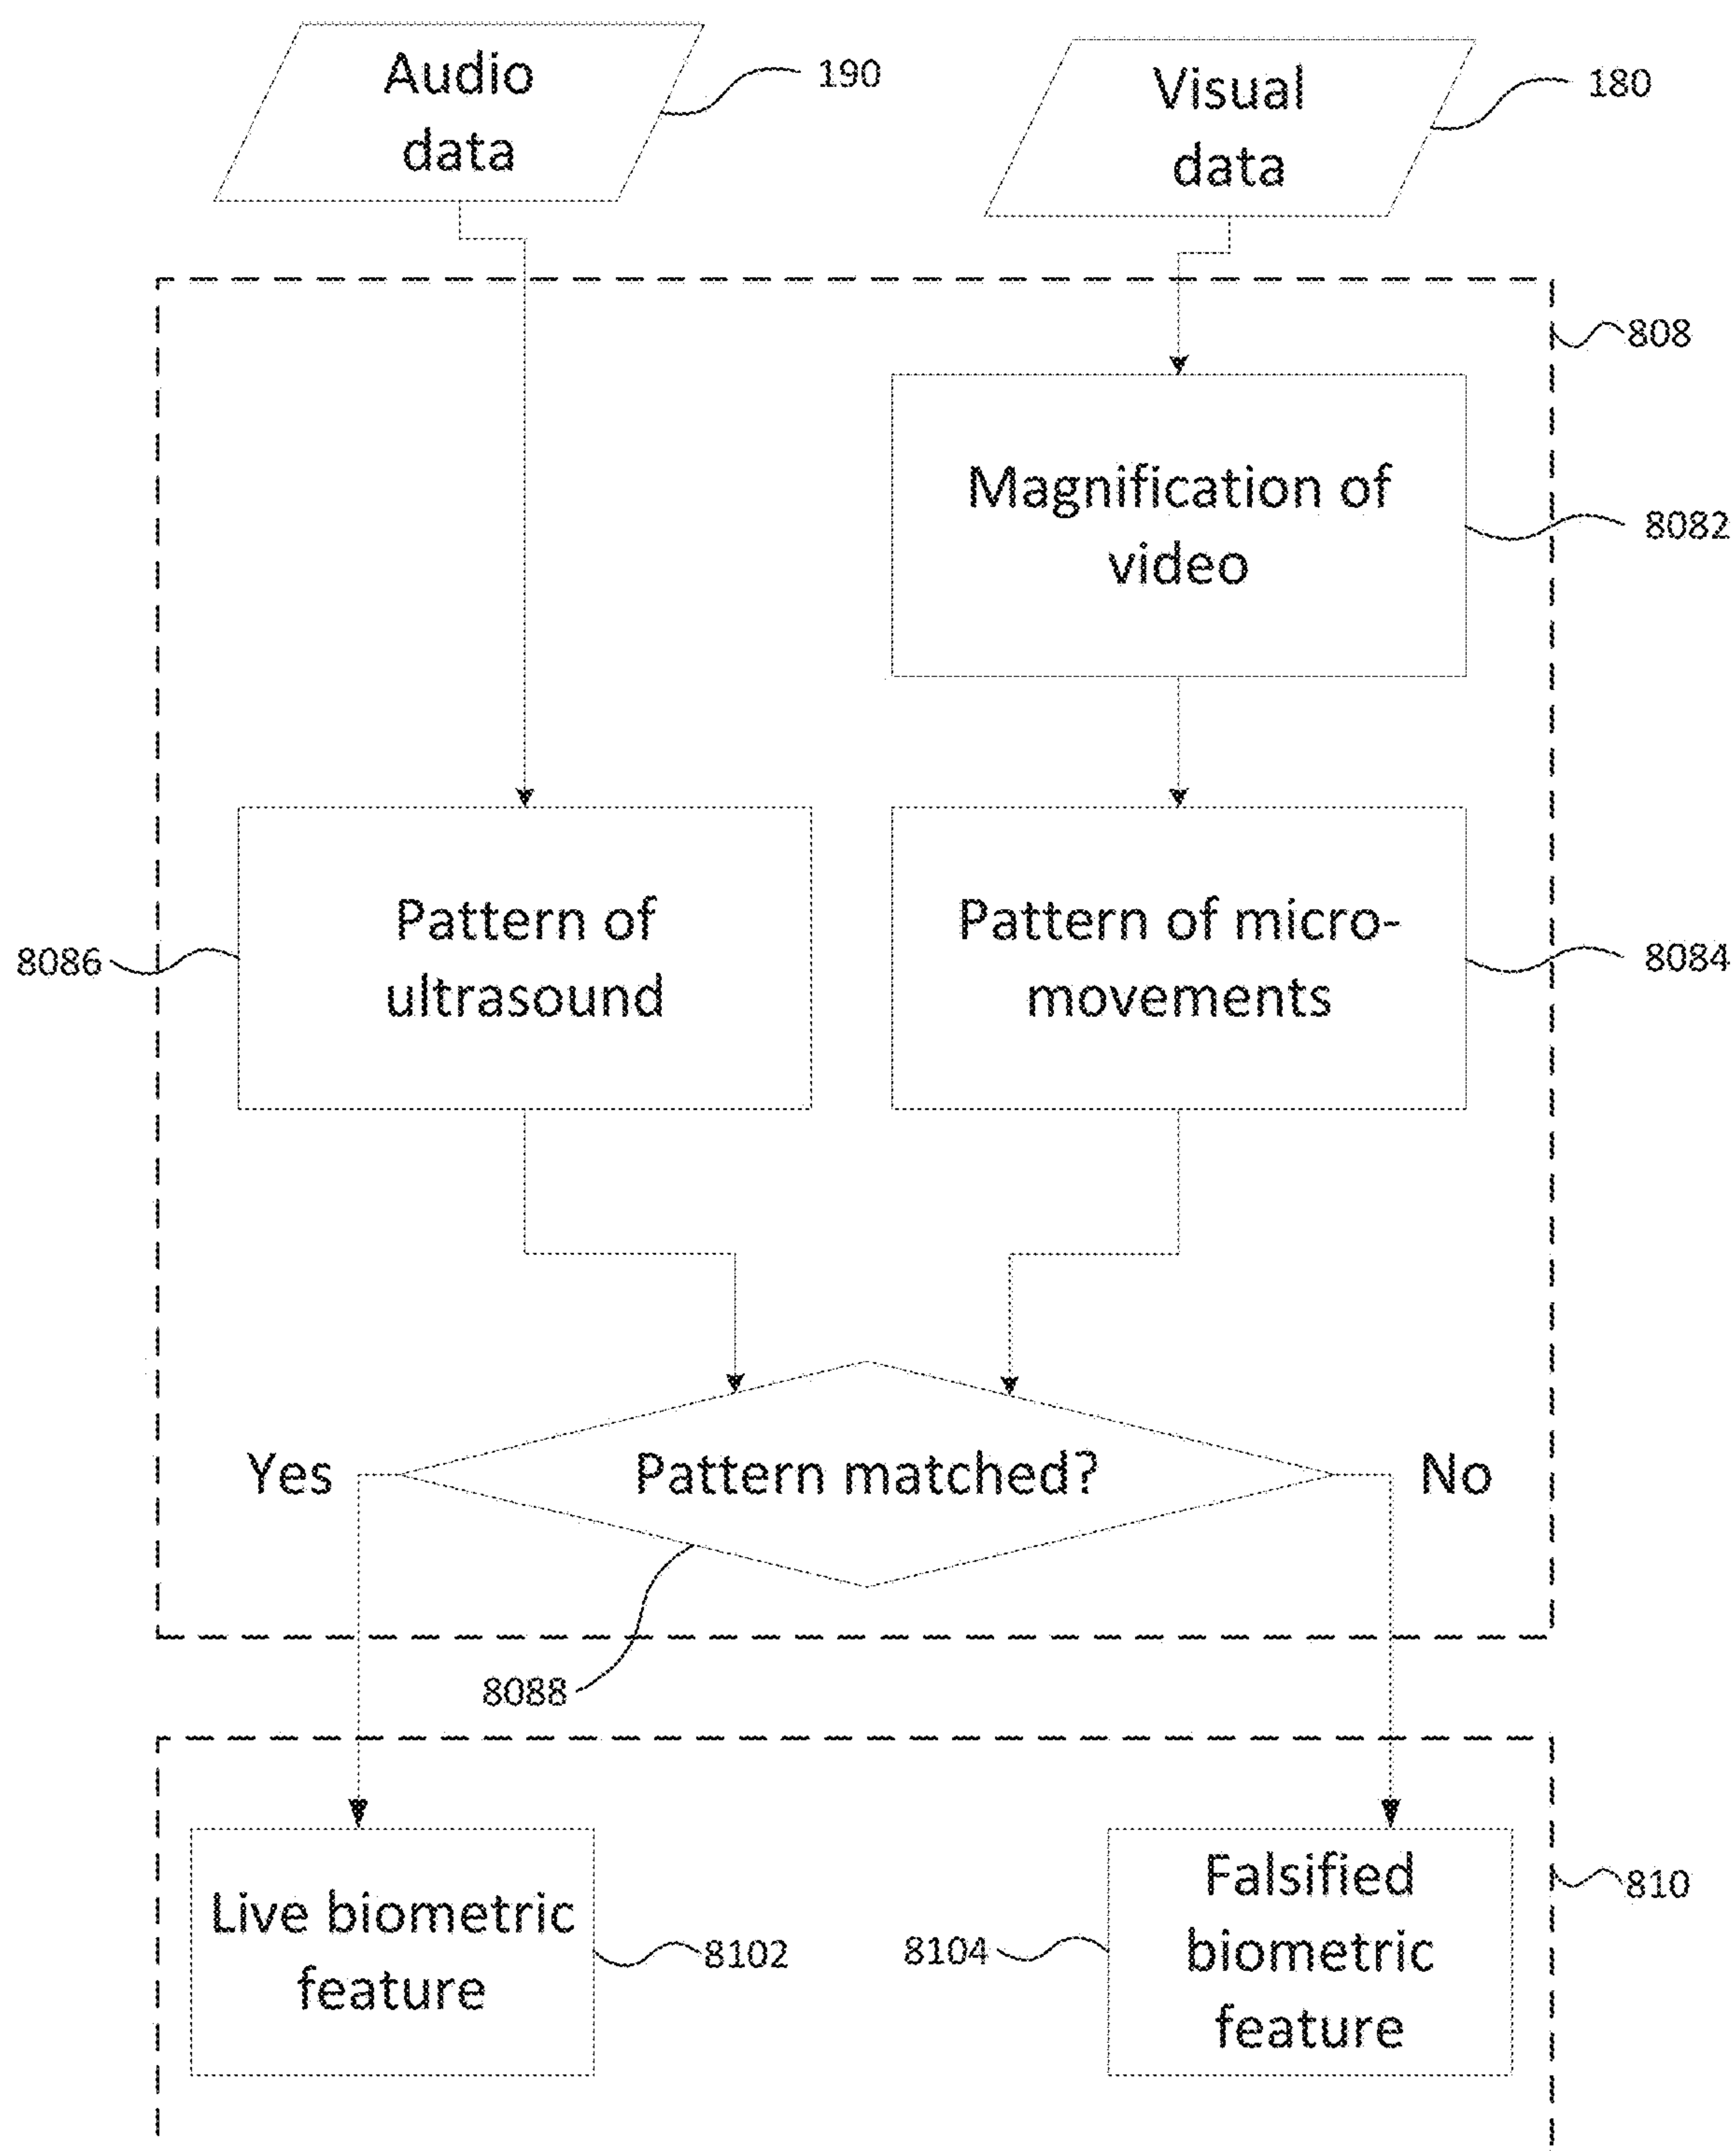 Audio
data
190
Visual
data
180
808
Magnification of
video
8082
Pattern of
ultrasound
8086
Pattern of micro-
movements
8084
Yes
Pattern matched?
No
8088
Live biometric
feature
8102
8104
Falsified
biometric
feature
810